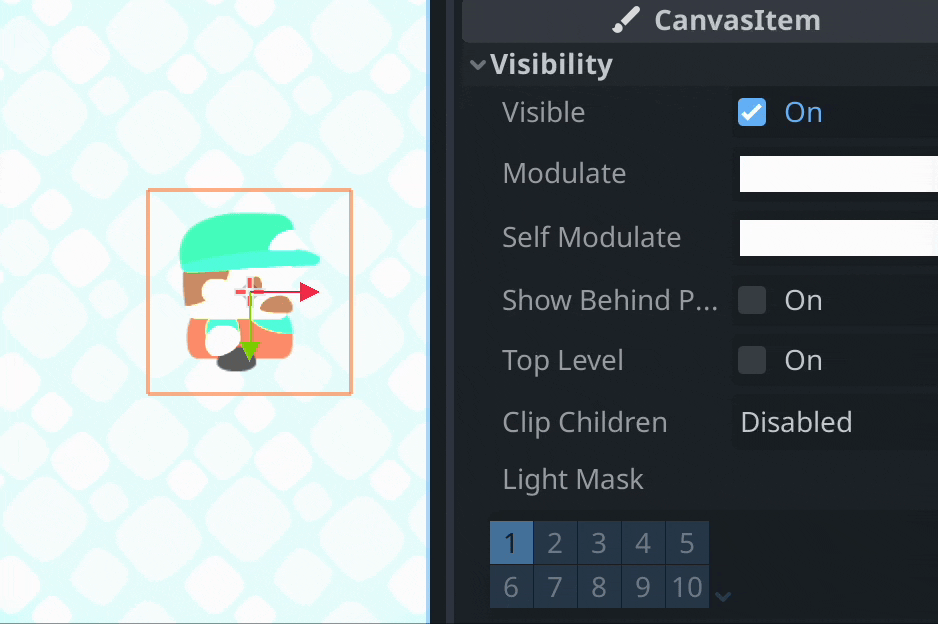 CanvasItem
Visibility
Visible On
Modulate
Self Modulate
Show Behind P... On
Top Level On
Clip Children Disabled
Light Mask
1 2 3 4 5
6 7 8 9 10